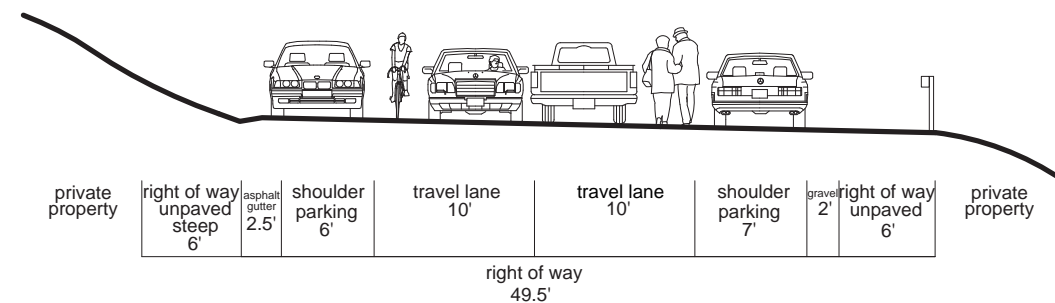 private
property
right of way
unpaved
steep
6'
asphalt
gutter
2.5'
shoulder
parking
6'
travel lane
10'
travel lane
10'
shoulder
parking
7'
gravel
2'
right of way
unpaved
6'
private
property
right of way
49.5'